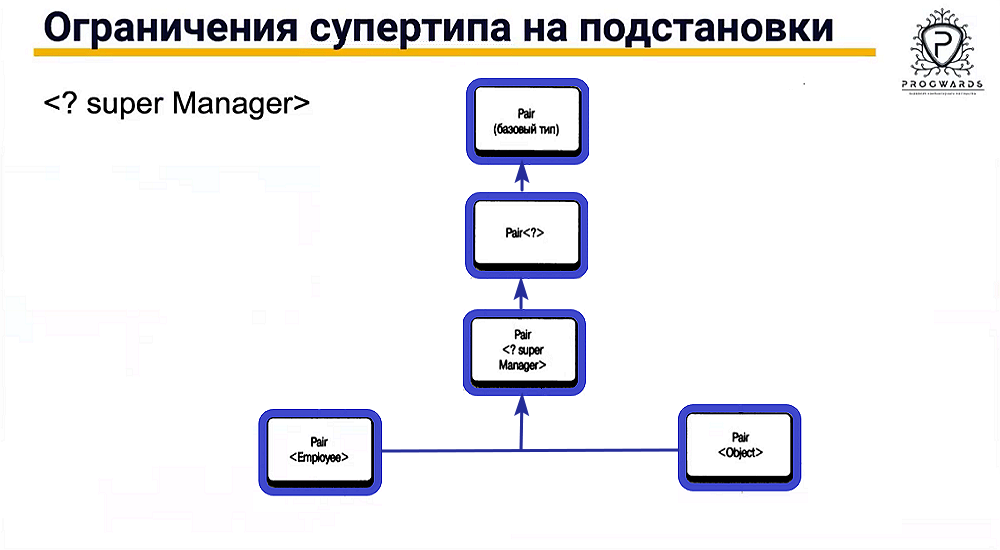 Ограничения супертипа на подстановки
PROGWARDS
<? super Manager>
Pair
(базовый тип)
Pair<?>
Pair
<? super
Manager>
Pair
<Employee>
Pair
<Object>